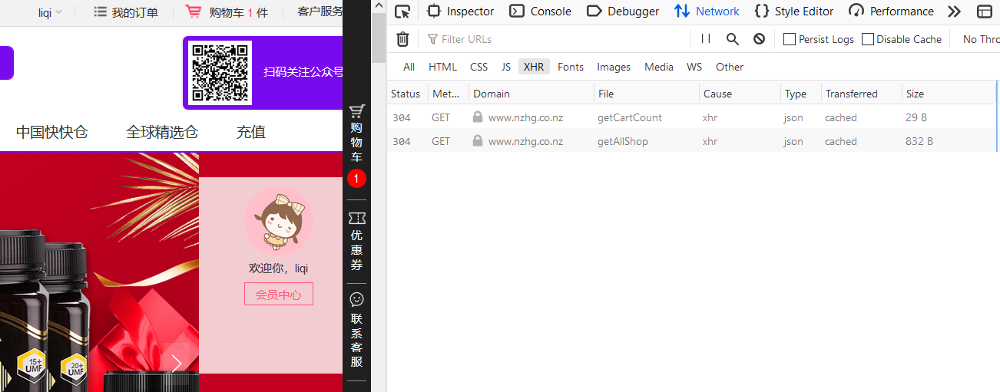 liqi
我的订单
购物车 1 件
客户服务
扫码关注公众号
中国快快仓
全球精选仓
充值
15+
UMF
20+
UMF
欢迎你，liqi
会员中心
购物车
1
优惠券
联系客服
Inspector
Console
Debugger
Network
Style Editor
Performance
Filter URLs
Persist Logs
Disable Cache
No Thro
All HTML CSS JS XHR Fonts Images Media WS Other
Status Met... Domain File Cause Type Transferred Size
304 GET www.nzhg.co.nz getCartCount xhr json cached 29 B
304 GET www.nzhg.co.nz getAllShop xhr json cached 832 B